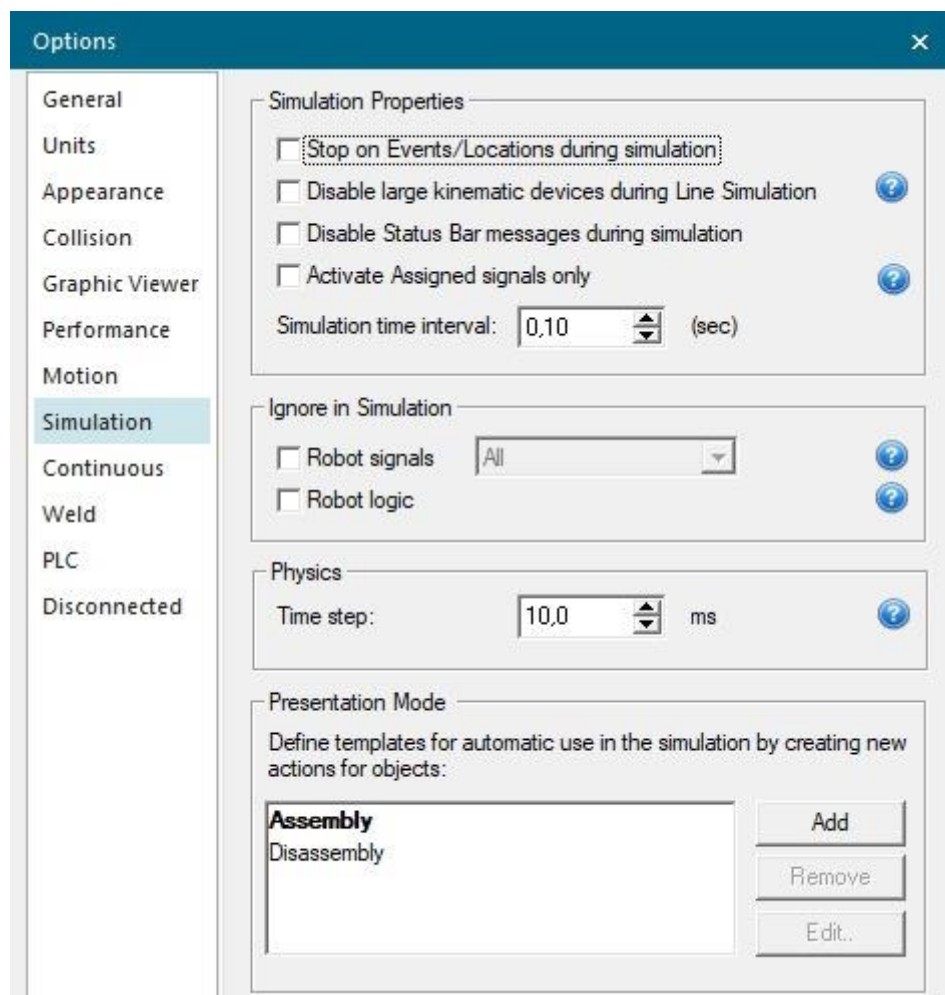 Options
General
Units
Appearance
Collision
Graphic Viewer
Performance
Motion
Simulation
Continuous
Weld
PLC
Disconnected
Simulation Properties
Stop on Events/Locations during simulation
Disable large kinematic devices during Line Simulation
Disable Status Bar messages during simulation
Activate Assigned signals only
Simulation time interval: 0,10 (sec)
Ignore in Simulation
Robot signals All
Robot logic
Physics
Time step: 10,0 ms
Presentation Mode
Define templates for automatic use in the simulation by creating new
actions for objects:
Assembly
Disassembly
Add
Remove
Edit..